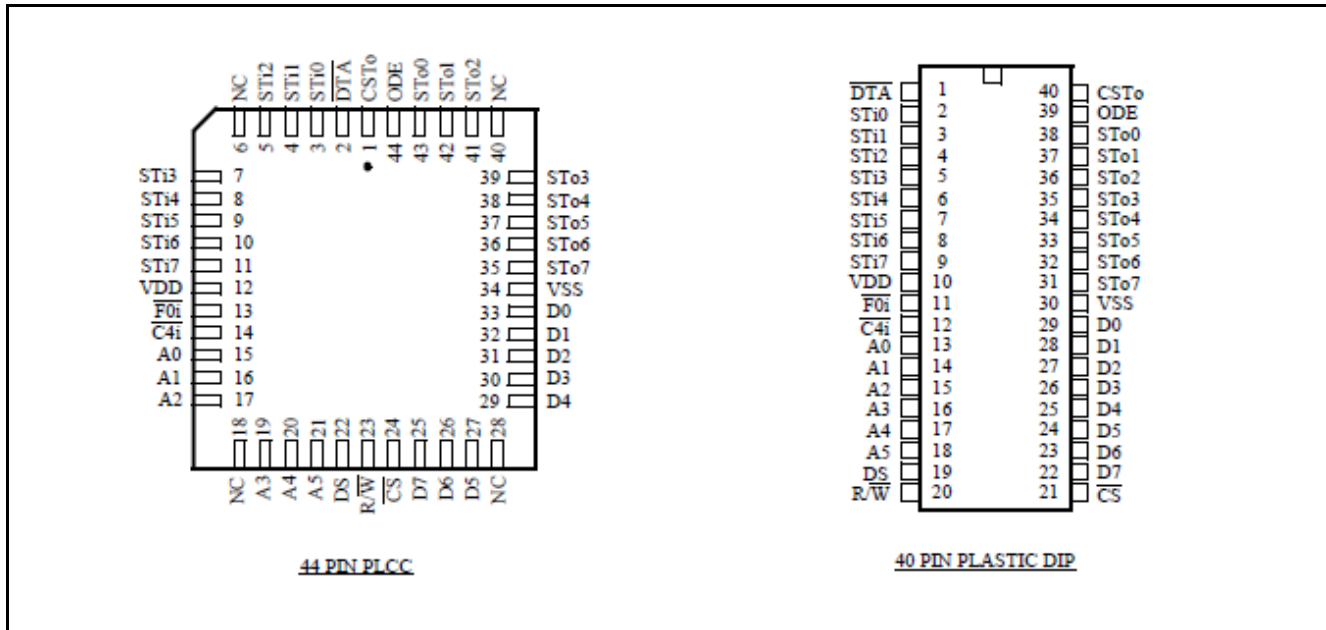 NC STi2 STi1 STi0 DTA CSTo ODE STo0 STo1 STo2 NC
6 5 4 3 2 1 44 43 42 41 40
STi3 7 39 STo3
STi4 8 38 STo4
STi5 9 37 STo5
STi6 10 36 STo6
STi7 11 35 STo7
VDD 12 34 VSS
F0i 13 33 D0
C4i 14 32 D1
A0 15 31 D2
A1 16 30 D3
A2 17 29 D4
18 19 20 21 22 23 24 25 26 27 28
NC A3 A4 A5 DS R/W CS D7 D6 D5 NC
44 PIN PLCC
DTA 1 40 CSTo
STi0 2 39 ODE
STi1 3 38 STo0
STi2 4 37 STo1
STi3 5 36 STo2
STi4 6 35 STo3
STi5 7 34 STo4
STi6 8 33 STo5
STi7 9 32 STo6
VDD 10 31 STo7
F0i 11 30 VSS
C4i 12 29 D0
A0 13 28 D1
A1 14 27 D2
A2 15 26 D3
A3 16 25 D4
A4 17 24 D5
A5 18 23 D6
DS 19 22 D7
R/W 20 21 CS
40 PIN PLASTIC DIP